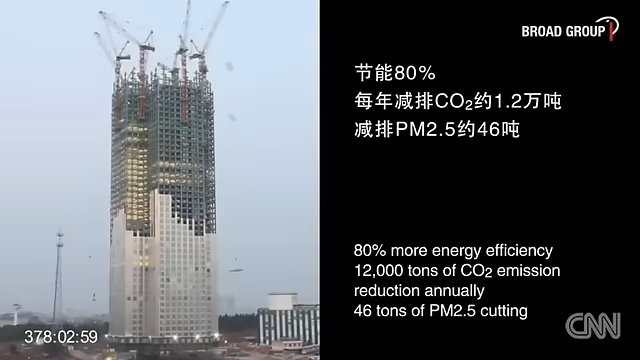 BROAD GROUP
节能80%
每年减排CO₂约1.2万吨
减排PM2.5约46吨
80% more energy efficiency
12,000 tons of CO₂ emission
reduction annually
46 tons of PM2.5 cutting
378:02:59
CNN